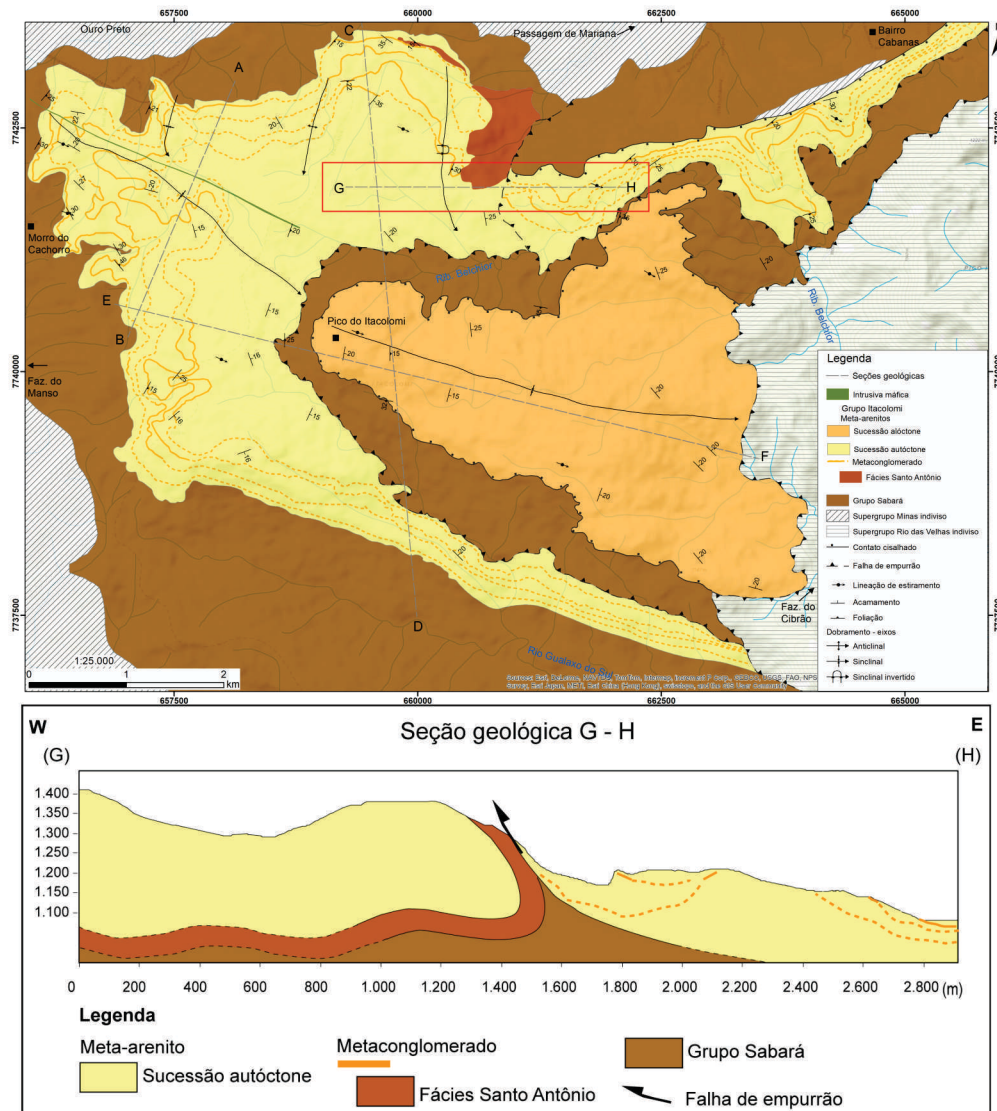 657500 660000 662500 665000
Ouro Preto
C
Passagem de Mariana
Bairro
Cabanas
A
7742500
G
H
Morro do
Cachorro
Rib. Belchior
Rib. Belchior
E
B
Pico do Itacolomi
7740000
Faz. do
Manso
F
Legenda
Seções geológicas
Intrusiva máfica
Grupo Itacolomi
Meta-arenitos
Sucessão alóctone
Sucessão autóctone
Metaconglomerado
Fácies Santo Antônio
Grupo Sabará
Supergrupo Minas indiviso
Supergrupo Rio das Velhas indiviso
Contato cisalhado
Falha de empurrão
Lineação de estiramento
Acamamento
Foliação
Dobramento - eixos
Anticlinal
Sinclinal
Sinclinal invertido
Faz. do
Cibrão
D
7737500
Rio Gualaxo do Sul
1:25.000
0 1 2
km
657500 660000 662500 665000
W
E
Seção geológica G - H
(G)
(H)
1.400
1.350
1.300
1.200
1.150
1.100
0 200 400 600 800 1.000 1.200 1.400 1.600 1.800 2.000 2.200 2.400 2.600 2.800 (m)
Legenda
Meta-arenito
Sucessão autóctone
Metaconglomerado
Fácies Santo Antônio
Grupo Sabará
Falha de empurrão